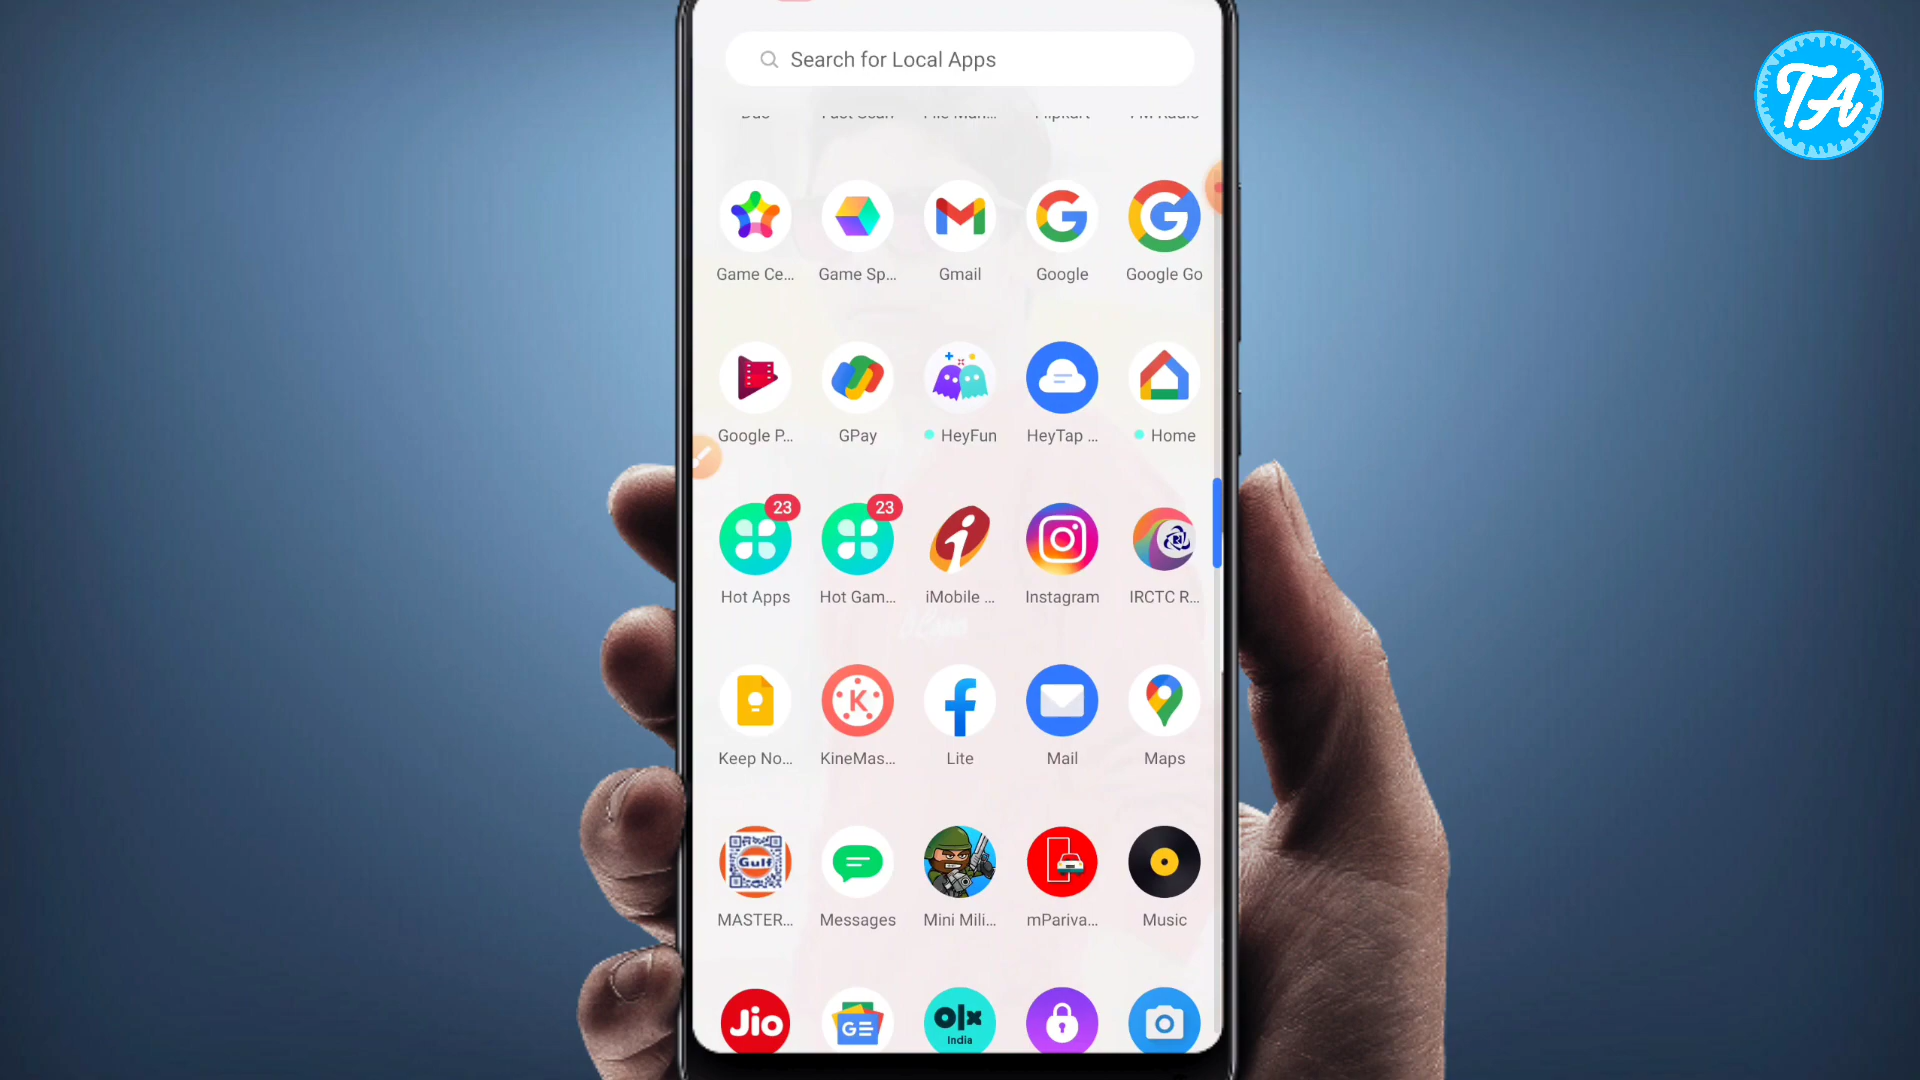 TA
Search for Local Apps
Game Ce...
Game Sp...
Gmail
Google
Google Go
Google P...
GPay
HeyFun
HeyTap ...
Home
23
23
Hot Apps
Hot Gam...
iMobile ...
Instagram
IRCTC R...
K
Keep No...
KineMas...
Lite
Mail
Maps
Gulf
MASTER...
Messages
Mini Mili...
mPariva...
Music
Jio
GE
olx
India